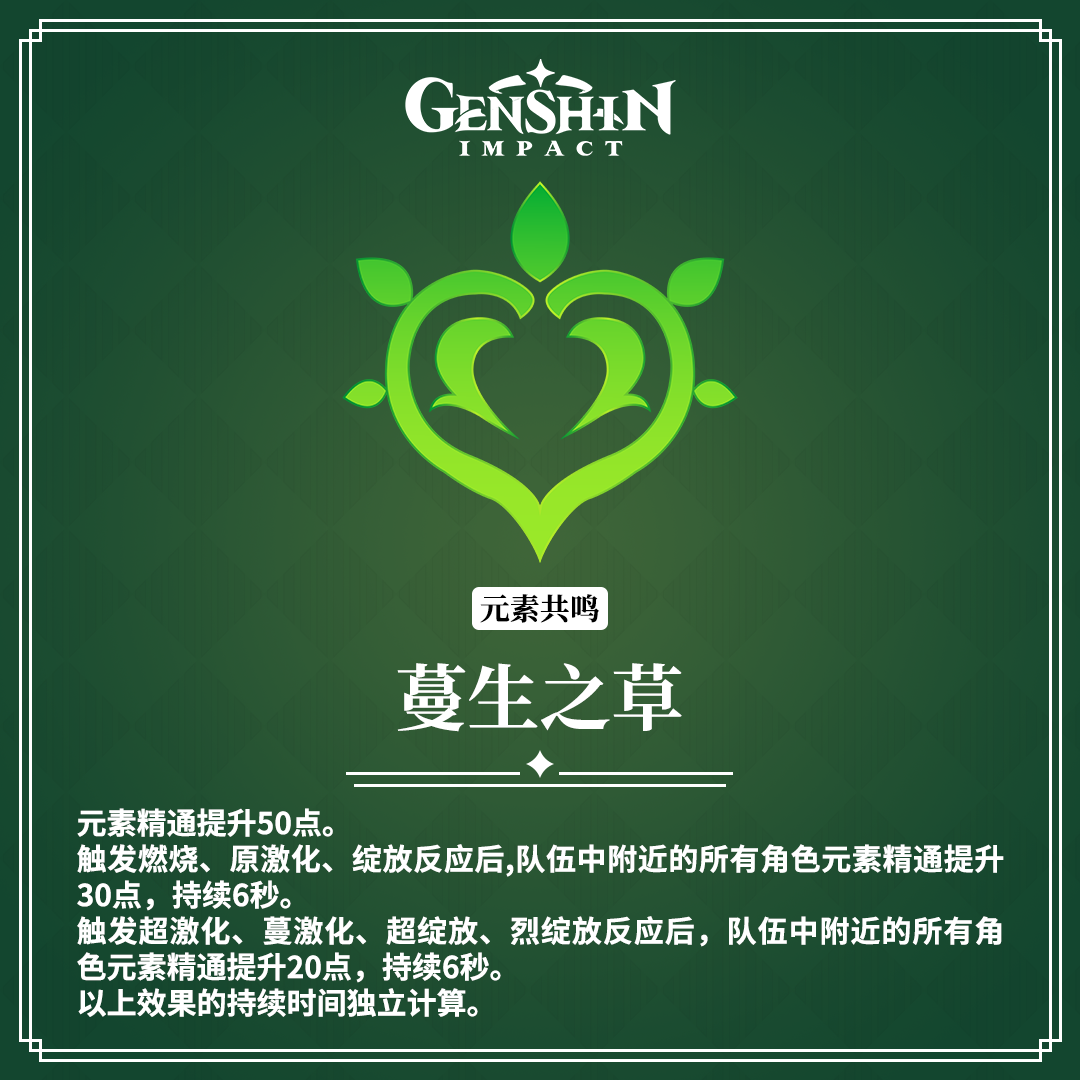 GENSHIN
IMPACT
元素共鸣
蔓生之草
元素精通提升50点。
触发燃烧、原激化、绽放反应后,队伍中附近的所有角色元素精通提升
30点，持续6秒。
触发超激化、蔓激化、超绽放、烈绽放反应后，队伍中附近的所有角
色元素精通提升20点，持续6秒。
以上效果的持续时间独立计算。